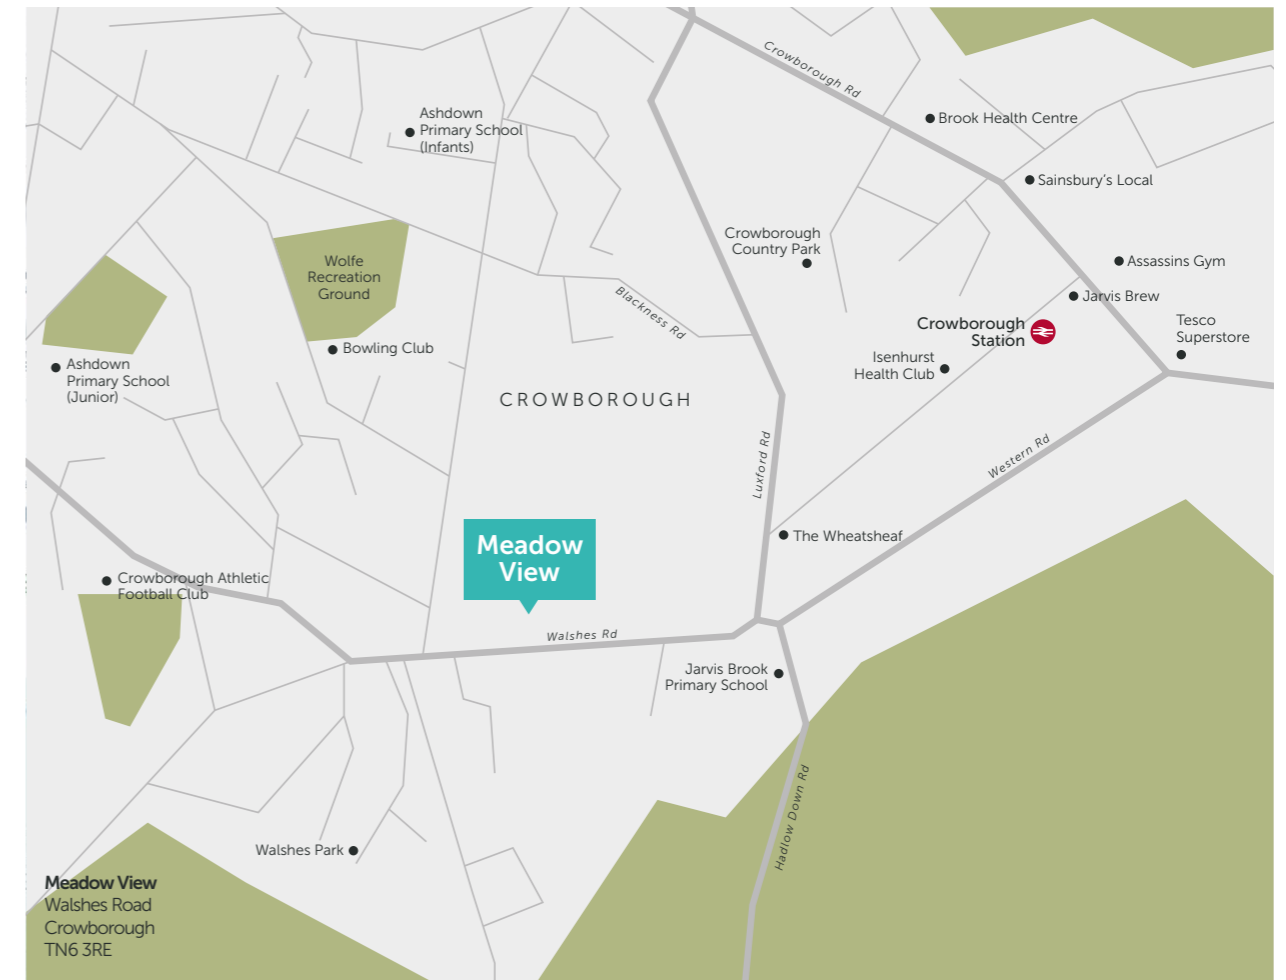 Crowborough Rd
Ashdown
Primary School
(Infants)
Brook Health Centre
Sainsbury's Local
Crowborough
Country Park
Wolfe
Recreation
Ground
Assassins Gym
Jarvis Brew
Blackness Rd
Crowborough
Station
Tesco
Superstore
Bowling Club
Isenhurst
Health Club
Ashdown
Primary School
(Junior)
CROWBOROUGH
Luxford Rd
Western Rd
Meadow
View
The Wheatsheaf
Crowborough Athletic
Football Club
Walshes Rd
Jarvis Brook
Primary School
Hadlow Down Rd
Walshes Park
Meadow View
Walshes Road
Crowborough
TN6 3RE